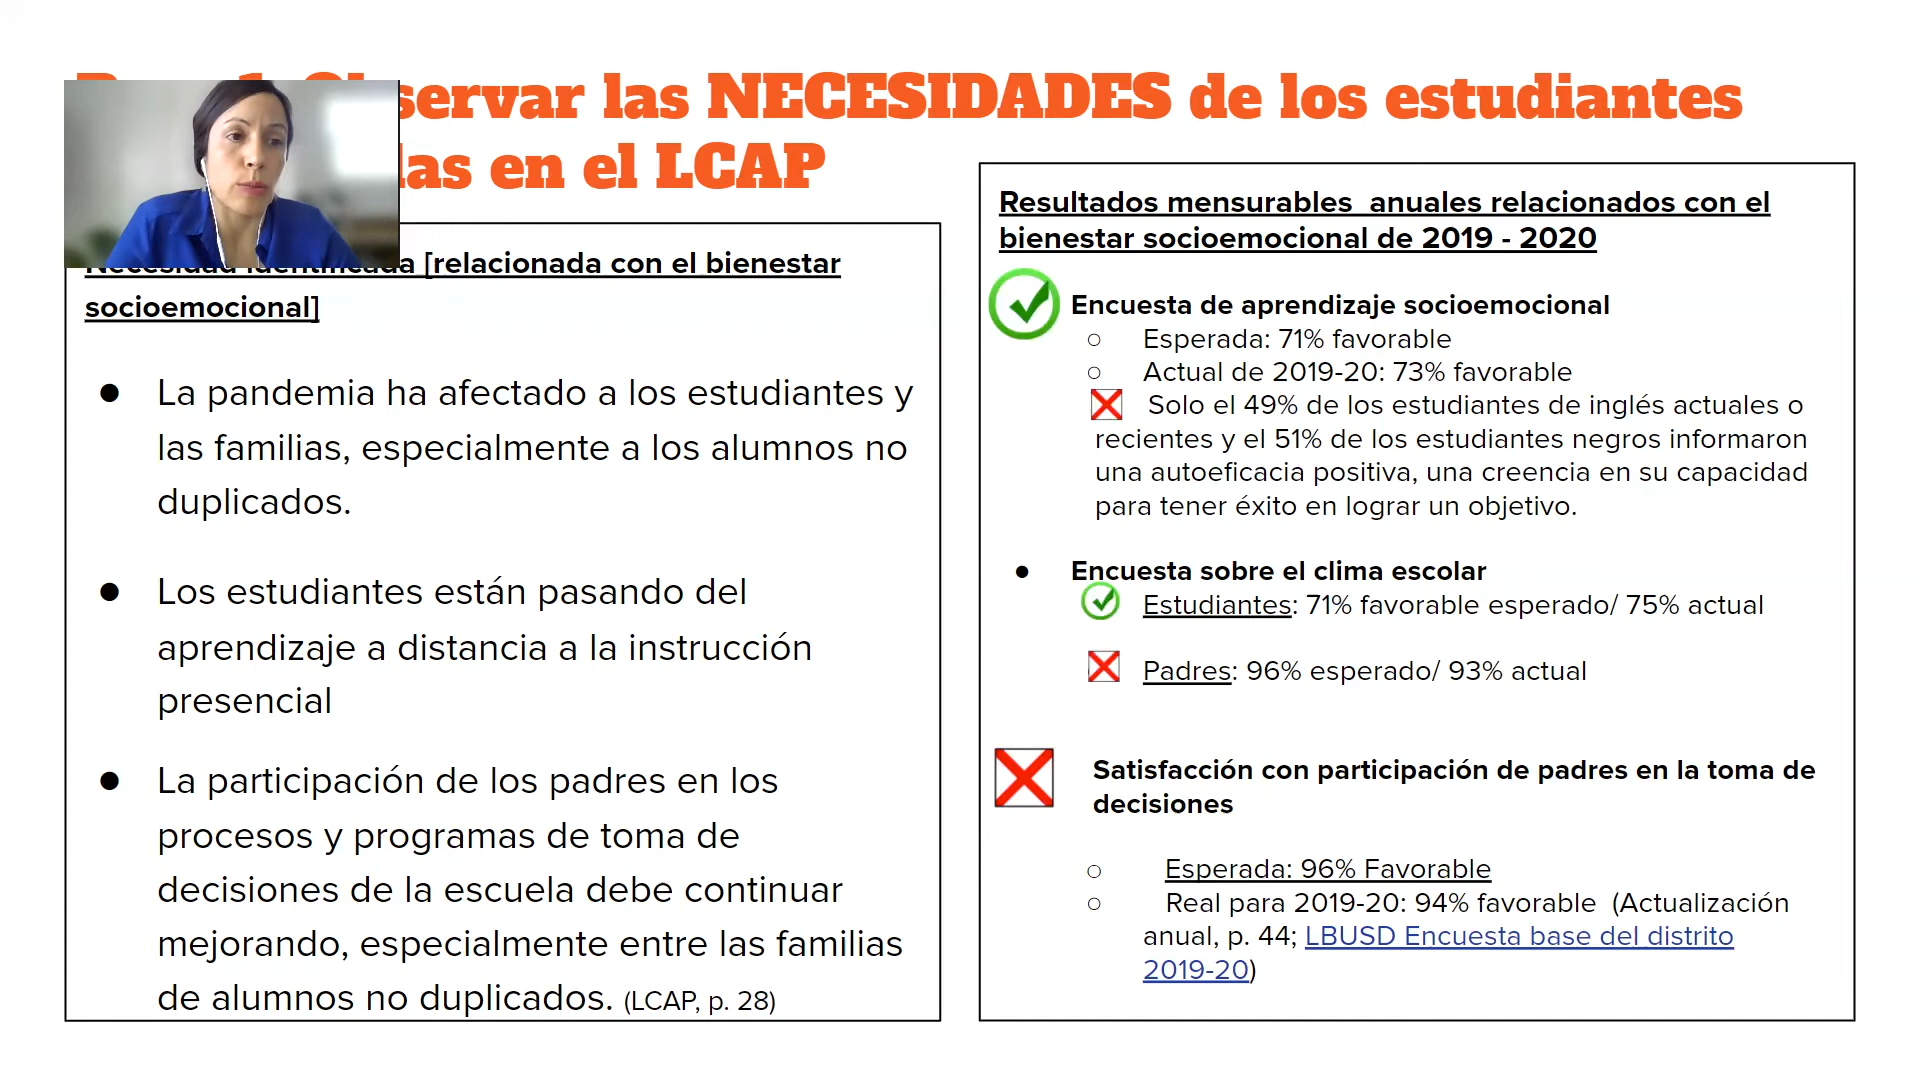 servar las NECESIDADES de los estudiantes
las en el LCAP
Necesidad identificada [relacionada con el bienestar
socioemocional]
● La pandemia ha afectado a los estudiantes y
las familias, especialmente a los alumnos no
duplicados.
● Los estudiantes están pasando del
aprendizaje a distancia a la instrucción
presencial
● La participación de los padres en los
procesos y programas de toma de
decisiones de la escuela debe continuar
mejorando, especialmente entre las familias
de alumnos no duplicados. (LCAP, p. 28)
Resultados mensurables anuales relacionados con el
bienestar socioemocional de 2019 - 2020
Encuesta de aprendizaje socioemocional
○ Esperada: 71% favorable
○ Actual de 2019-20: 73% favorable
Solo el 49% de los estudiantes de inglés actuales o
recientes y el 51% de los estudiantes negros informaron
una autoeficacia positiva, una creencia en su capacidad
para tener éxito en lograr un objetivo.
● Encuesta sobre el clima escolar
Estudiantes: 71% favorable esperado/ 75% actual
Padres: 96% esperado/ 93% actual
Satisfacción con participación de padres en la toma de
decisiones
○ Esperada: 96% Favorable
○ Real para 2019-20: 94% favorable (Actualización
anual, p. 44; LBUSD Encuesta base del distrito
2019-20)